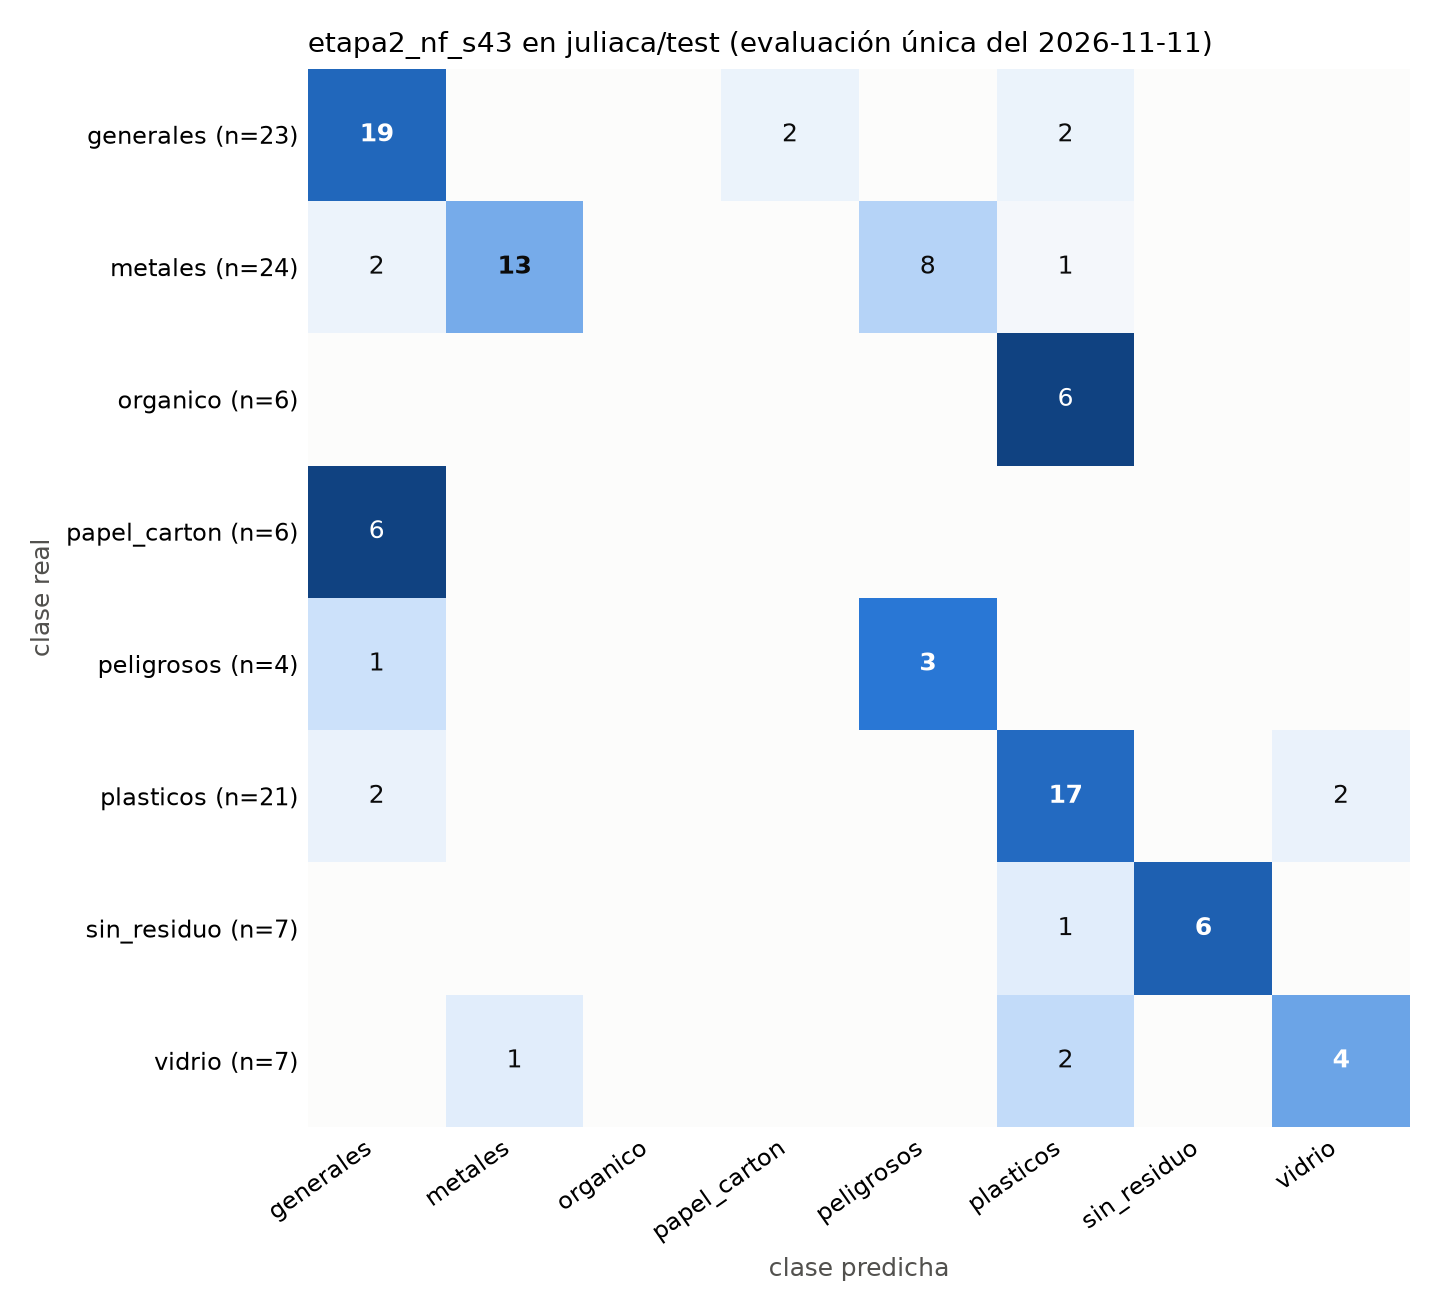 etapa2_nf_s43 en juliaca/test (evaluación única del 2026-11-11)
generales (n=23) 19 2 2
metales (n=24) 2 13 8 1
organico (n=6) 6
papel_carton (n=6) 6
peligrosos (n=4) 1 3
plasticos (n=21) 2 17 2
sin_residuo (n=7) 1 6
vidrio (n=7) 1 2 4
clase real
generales metales organico papel_carton peligrosos plasticos sin_residuo vidrio
clase predicha